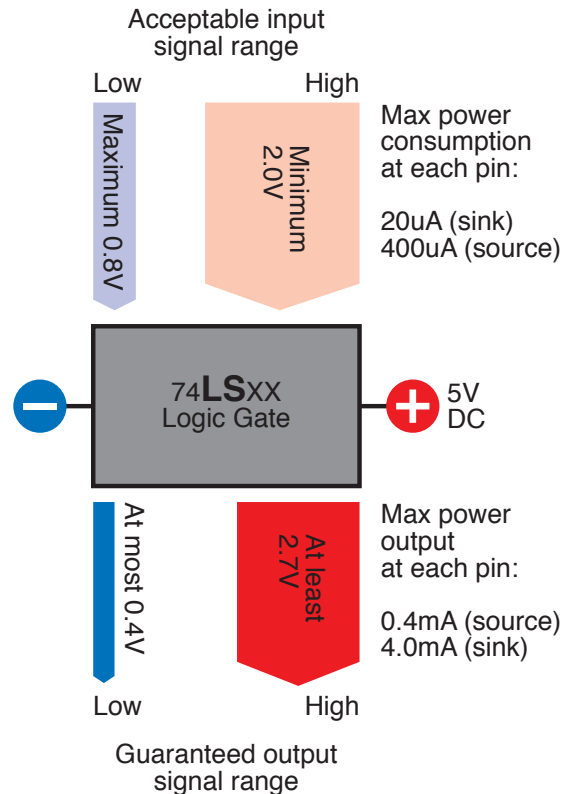 Acceptable input
signal range
Low
High
Maximum 0.8V
Minimum
2.0V
Max power
consumption
at each pin:
20uA (sink)
400uA (source)
74LSXX
Logic Gate
5V
DC
At most 0.4V
At least
2.7V
Max power
output
at each pin:
0.4mA (source)
4.0mA (sink)
Low
High
Guaranteed output
signal range